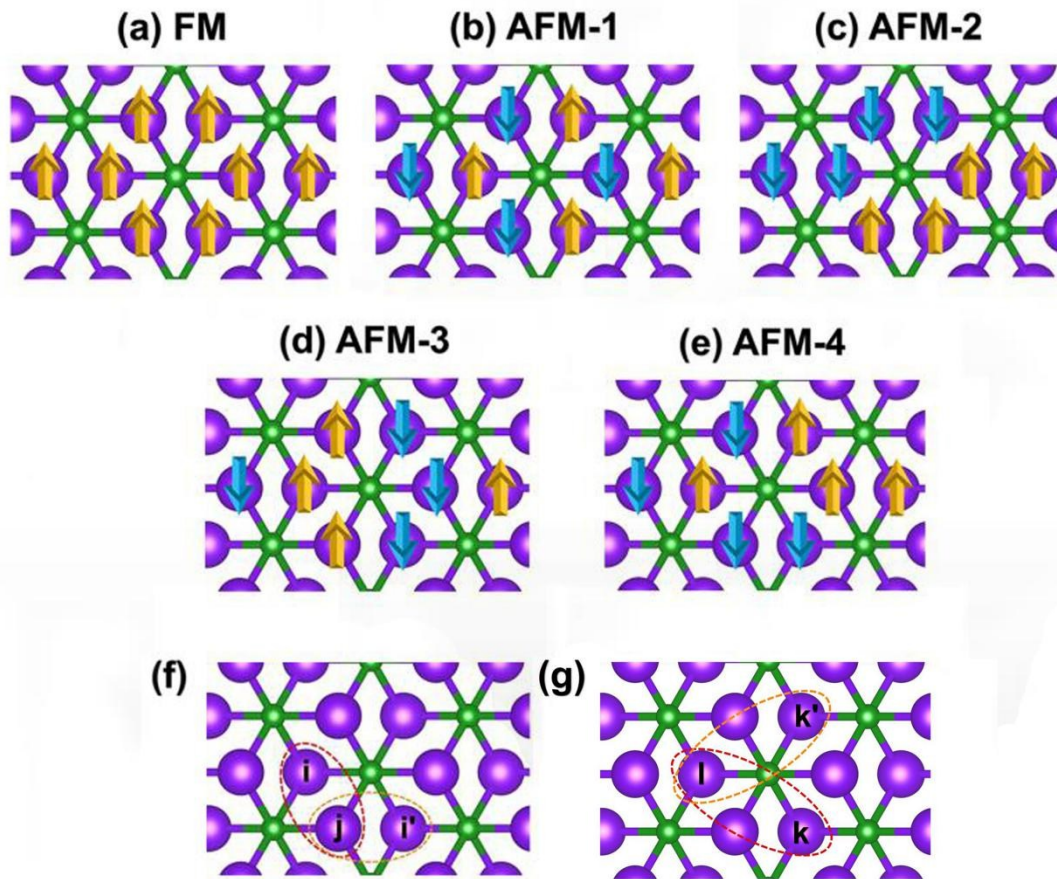 (a) FM (b) AFM-1 (c) AFM-2
(d) AFM-3 (e) AFM-4
(f) (g)
k'
i l
j i' k